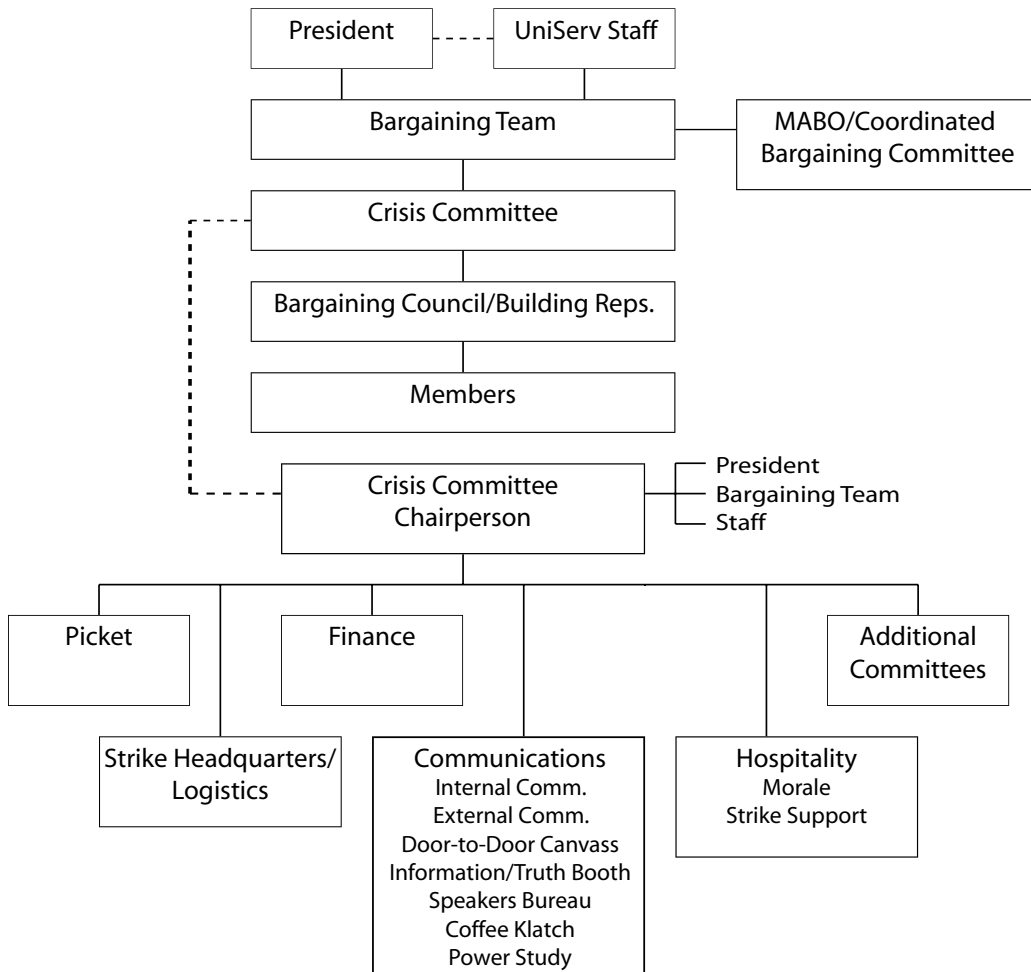 President
UniServ Staff
Bargaining Team
MABO/Coordinated
Bargaining Committee
Crisis Committee
Bargaining Council/Building Reps.
Members
Crisis Committee
Chairperson
President
Bargaining Team
Staff
Picket
Finance
Additional
Committees
Strike Headquarters/
Logistics
Communications
Internal Comm.
External Comm.
Door-to-Door Canvass
Information/Truth Booth
Speakers Bureau
Coffee Klatch
Power Study
Hospitality
Morale
Strike Support